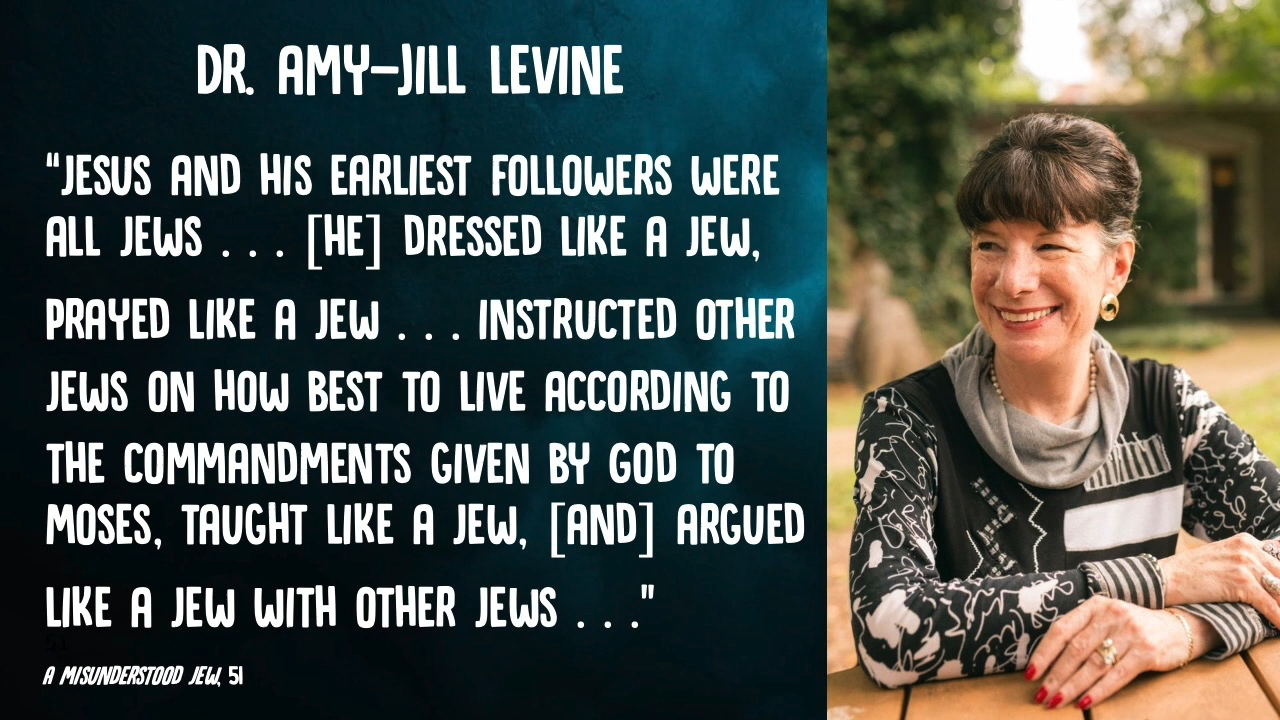 DR. AMY-JILL LEVINE
"JESUS AND HIS EARLIEST FOLLOWERS WERE
ALL JEWS . . . [HE] DRESSED LIKE A JEW,
PRAYED LIKE A JEW . . . INSTRUCTED OTHER
JEWS ON HOW BEST TO LIVE ACCORDING TO
THE COMMANDMENTS GIVEN BY GOD TO
MOSES, TAUGHT LIKE A JEW, [AND] ARGUED
LIKE A JEW WITH OTHER JEWS . . ."
51
A MISUNDERSTOOD JEW, 51